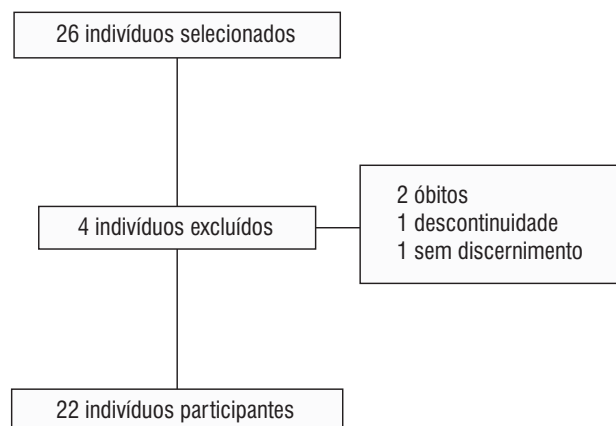 26 indivíduos selecionados
4 indivíduos excluídos
2 óbitos
1 descontinuidade
1 sem discernimento
22 indivíduos participantes